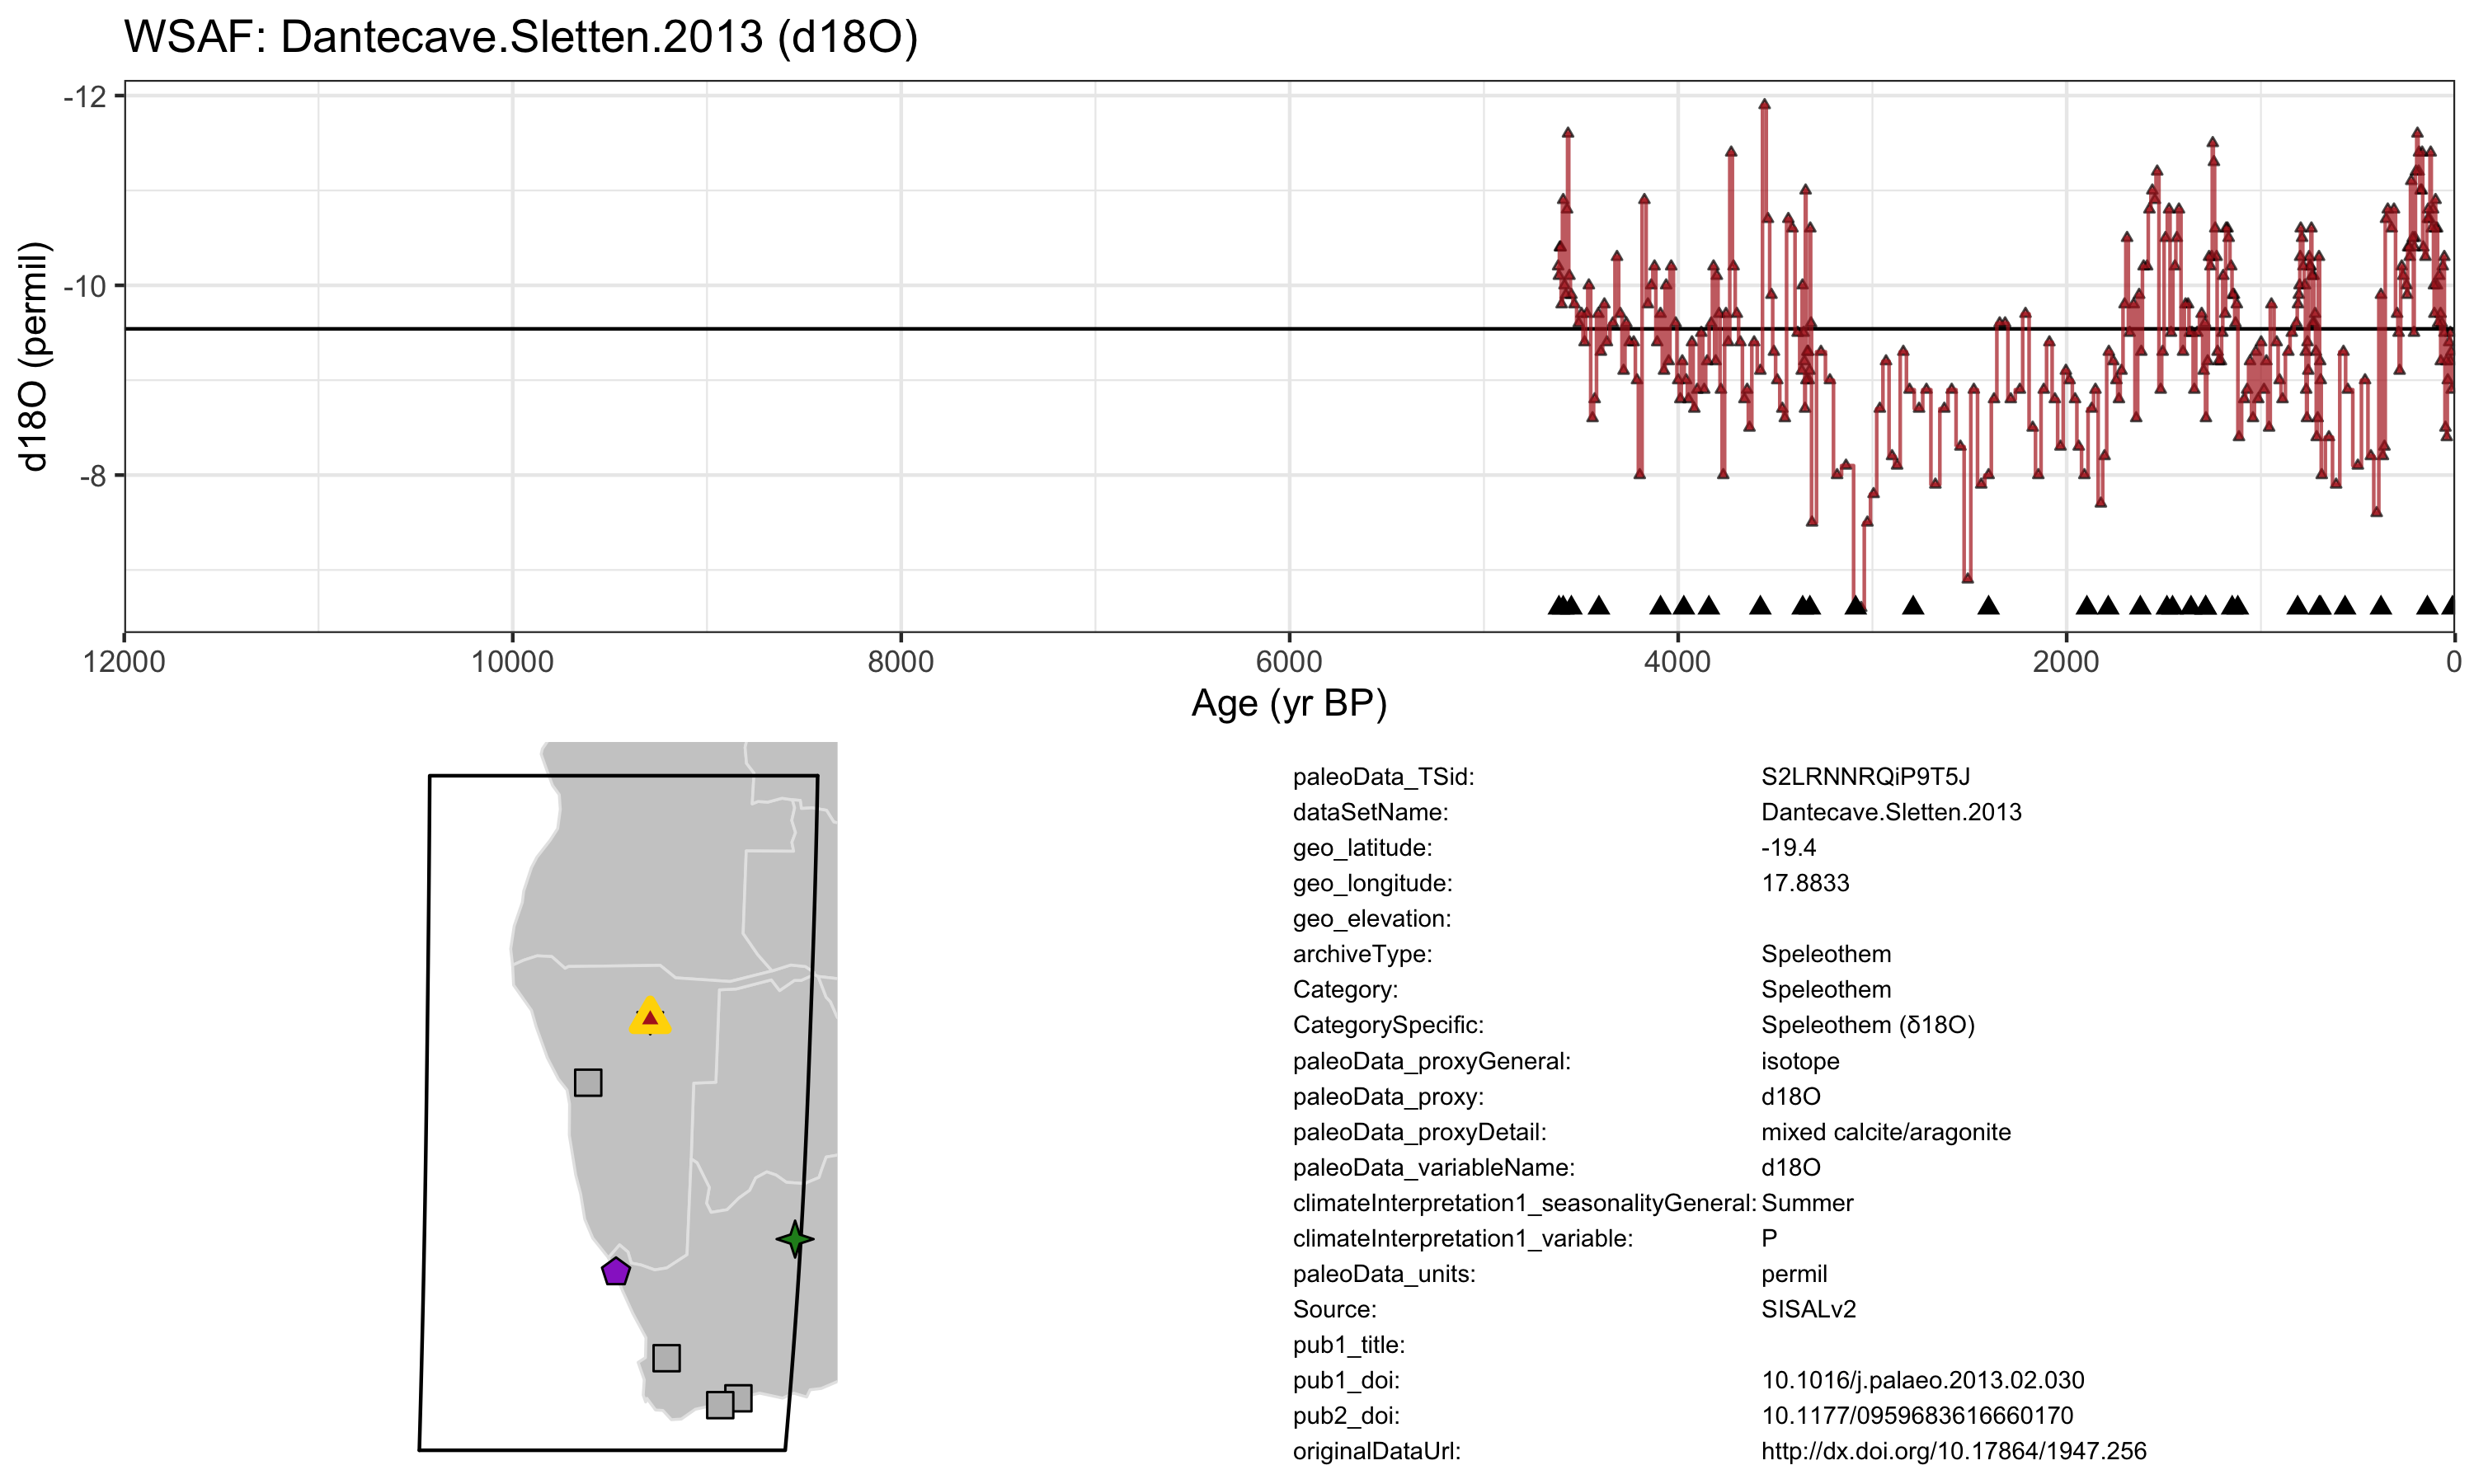 WSAF: Dantecave.Sletten.2013 (d18O)
d18O (permil)
-12
-10
-8
12000 10000 8000 6000 4000 2000 0
Age (yr BP)
paleoData_TSid: S2LRNNRQiP9T5J
dataSetName: Dantecave.Sletten.2013
geo_latitude: -19.4
geo_longitude: 17.8833
geo_elevation:
archiveType: Speleothem
Category: Speleothem
CategorySpecific: Speleothem (δ18O)
paleoData_proxyGeneral: isotope
paleoData_proxy: d18O
paleoData_proxyDetail: mixed calcite/aragonite
paleoData_variableName: d18O
climateInterpretation1_seasonalityGeneral: Summer
climateInterpretation1_variable: P
paleoData_units: permil
Source: SISALv2
pub1_title:
pub1_doi: 10.1016/j.palaeo.2013.02.030
pub2_doi: 10.1177/0959683616660170
originalDataUrl: http://dx.doi.org/10.17864/1947.256